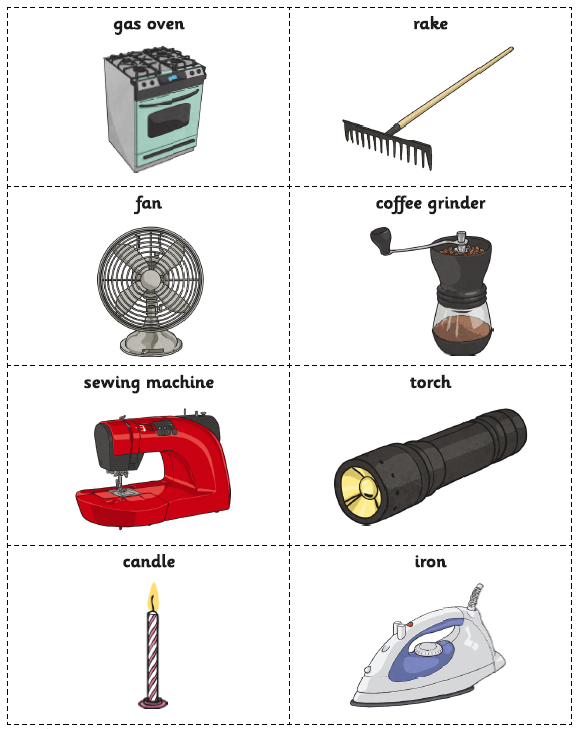 gas oven
rake
fan
coffee grinder
sewing machine
torch
candle
iron